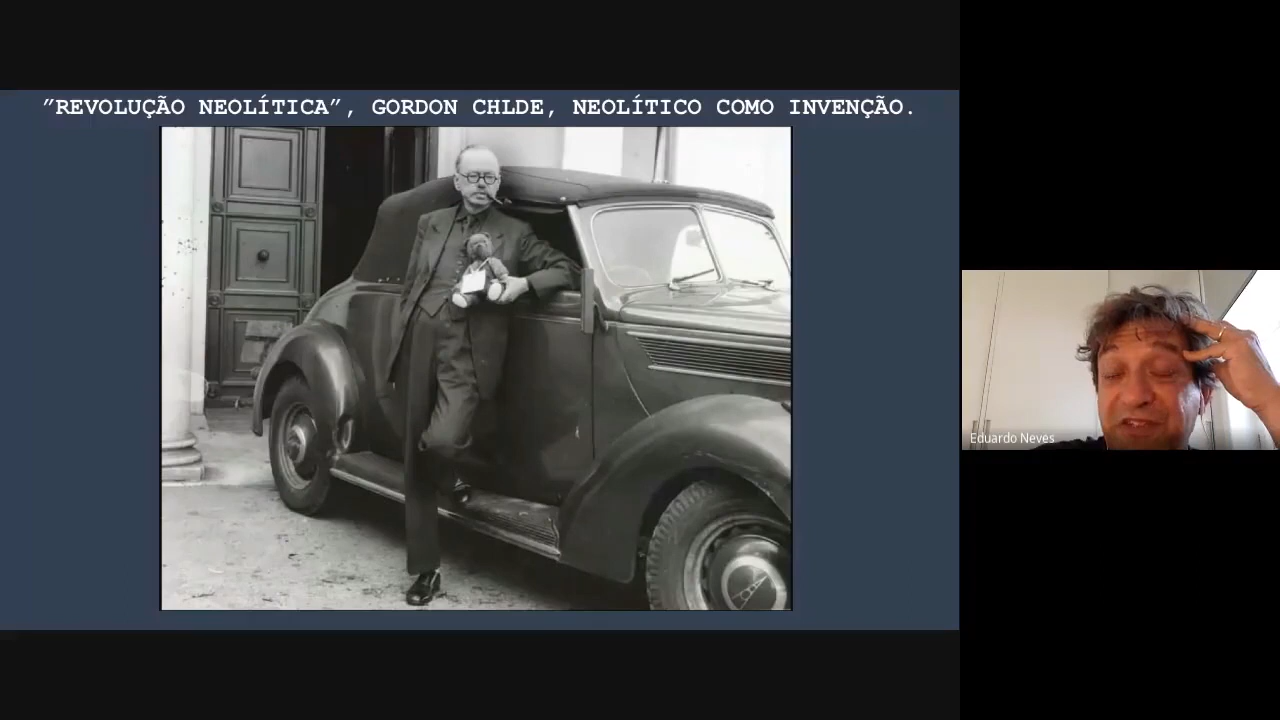 ”REVOLUÇÃO NEOLÍTICA”, GORDON CHLDE, NEOLÍTICO COMO INVENÇÃO.
Eduardo Neves